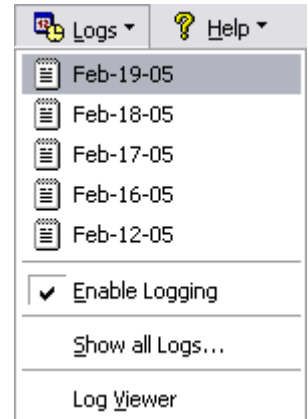 Logs Help
Feb-19-05
Feb-18-05
Feb-17-05
Feb-16-05
Feb-12-05
Enable Logging
Show all Logs...
Log Viewer